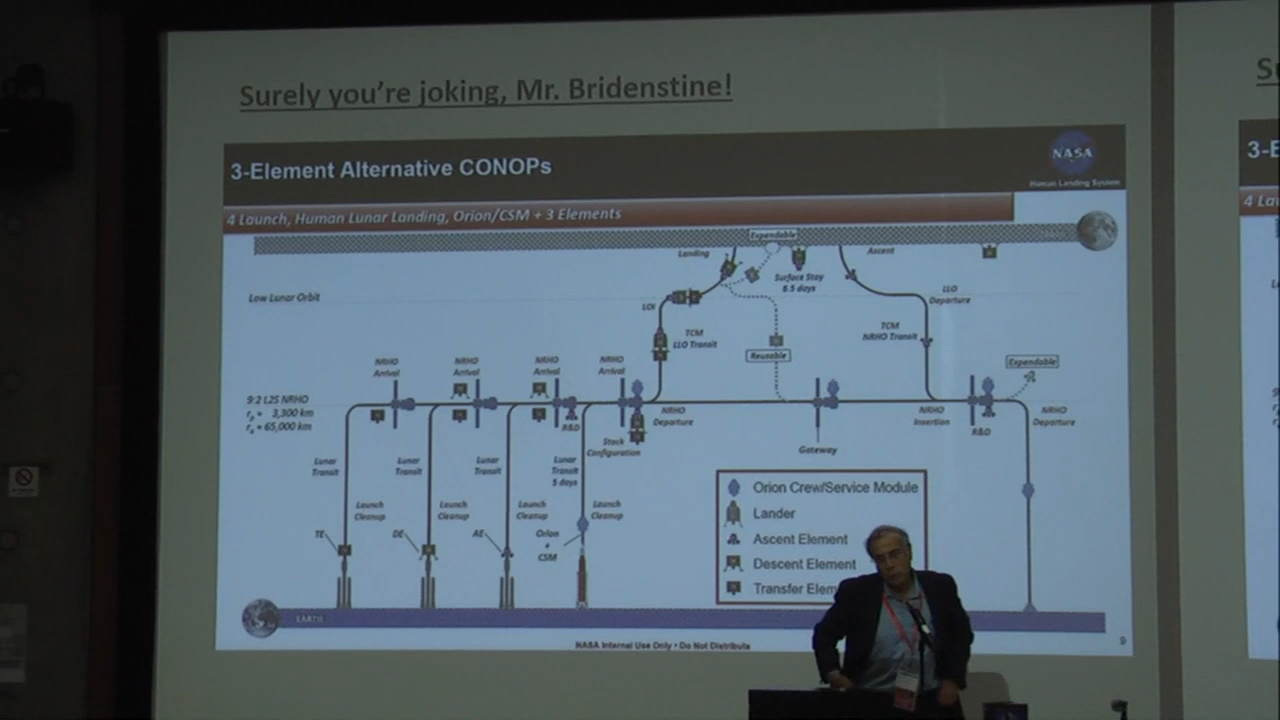 Surely you're joking, Mr. Bridenstine!
3-Element Alternative CONOPs
NASA
Human Landing System
4 Launch, Human Lunar Landing, Orion/CSM + 3 Elements
Expendable
Landing
Ascent
Surface Stay
6.5 days
Low Lunar Orbit
LOI
LLO
Departure
TCM
LLO Transit
TCM
NRHO Transit
Reusable
Expendable
NRHO
Arrival
NRHO
Arrival
NRHO
Arrival
NRHO
Arrival
9:2 L2S NRHO
rp = 3,300 km
ra = 65,000 km
R&D
NRHO
Departure
NRHO
Insertion
R&D
NRHO
Departure
Stack
Configuration
Gateway
Lunar
Transit
Lunar
Transit
Lunar
Transit
Lunar
Transit
5 days
Launch
Cleanup
Launch
Cleanup
Launch
Cleanup
Launch
Cleanup
TE
DE
AE
Orion
+
CSM
Orion Crew/Service Module
Lander
Ascent Element
Descent Element
Transfer Elem
EARTH
NASA Internal Use Only • Do Not Distribute
9
S
3-E
4 La